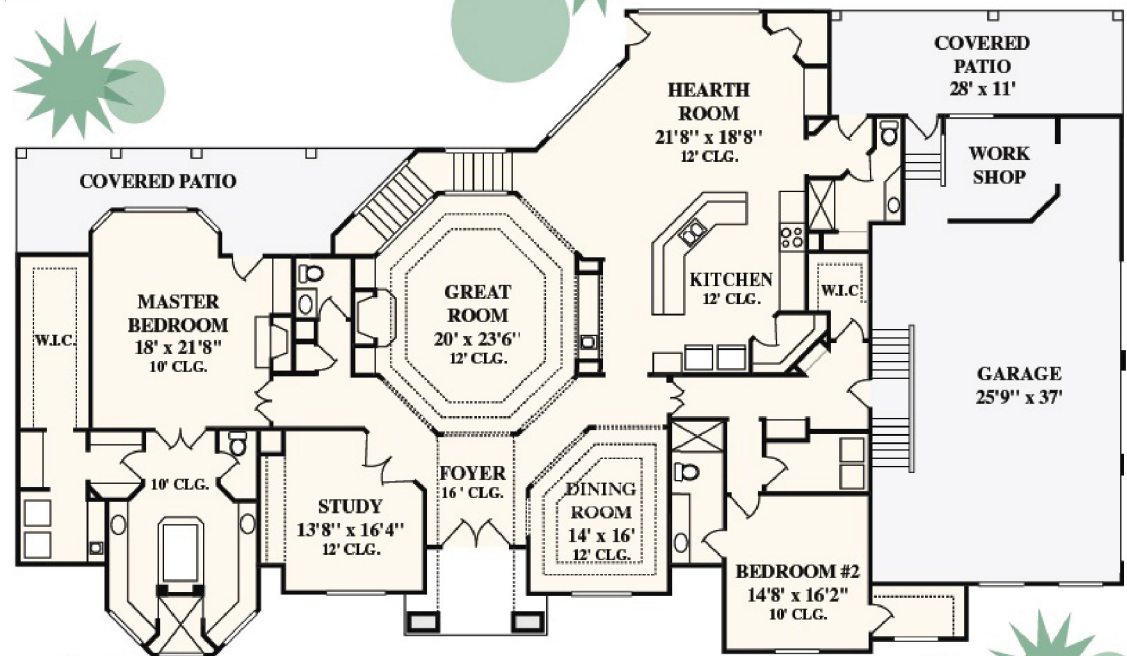 COVERED
PATIO
28' x 11'
HEARTH
ROOM
21'8" x 18'8"
12' CLG.
WORK
SHOP
COVERED PATIO
MASTER
BEDROOM
18' x 21'8"
10' CLG.
W.I.C.
GREAT
ROOM
20' x 23'6"
12' CLG.
KITCHEN
12' CLG.
W.I.C
GARAGE
25'9" x 37'
10' CLG.
STUDY
13'8" x 16'4"
12' CLG.
FOYER
16' CLG.
DINING
ROOM
14' x 16'
12' CLG.
BEDROOM #2
14'8' x 16'2"
10' CLG.